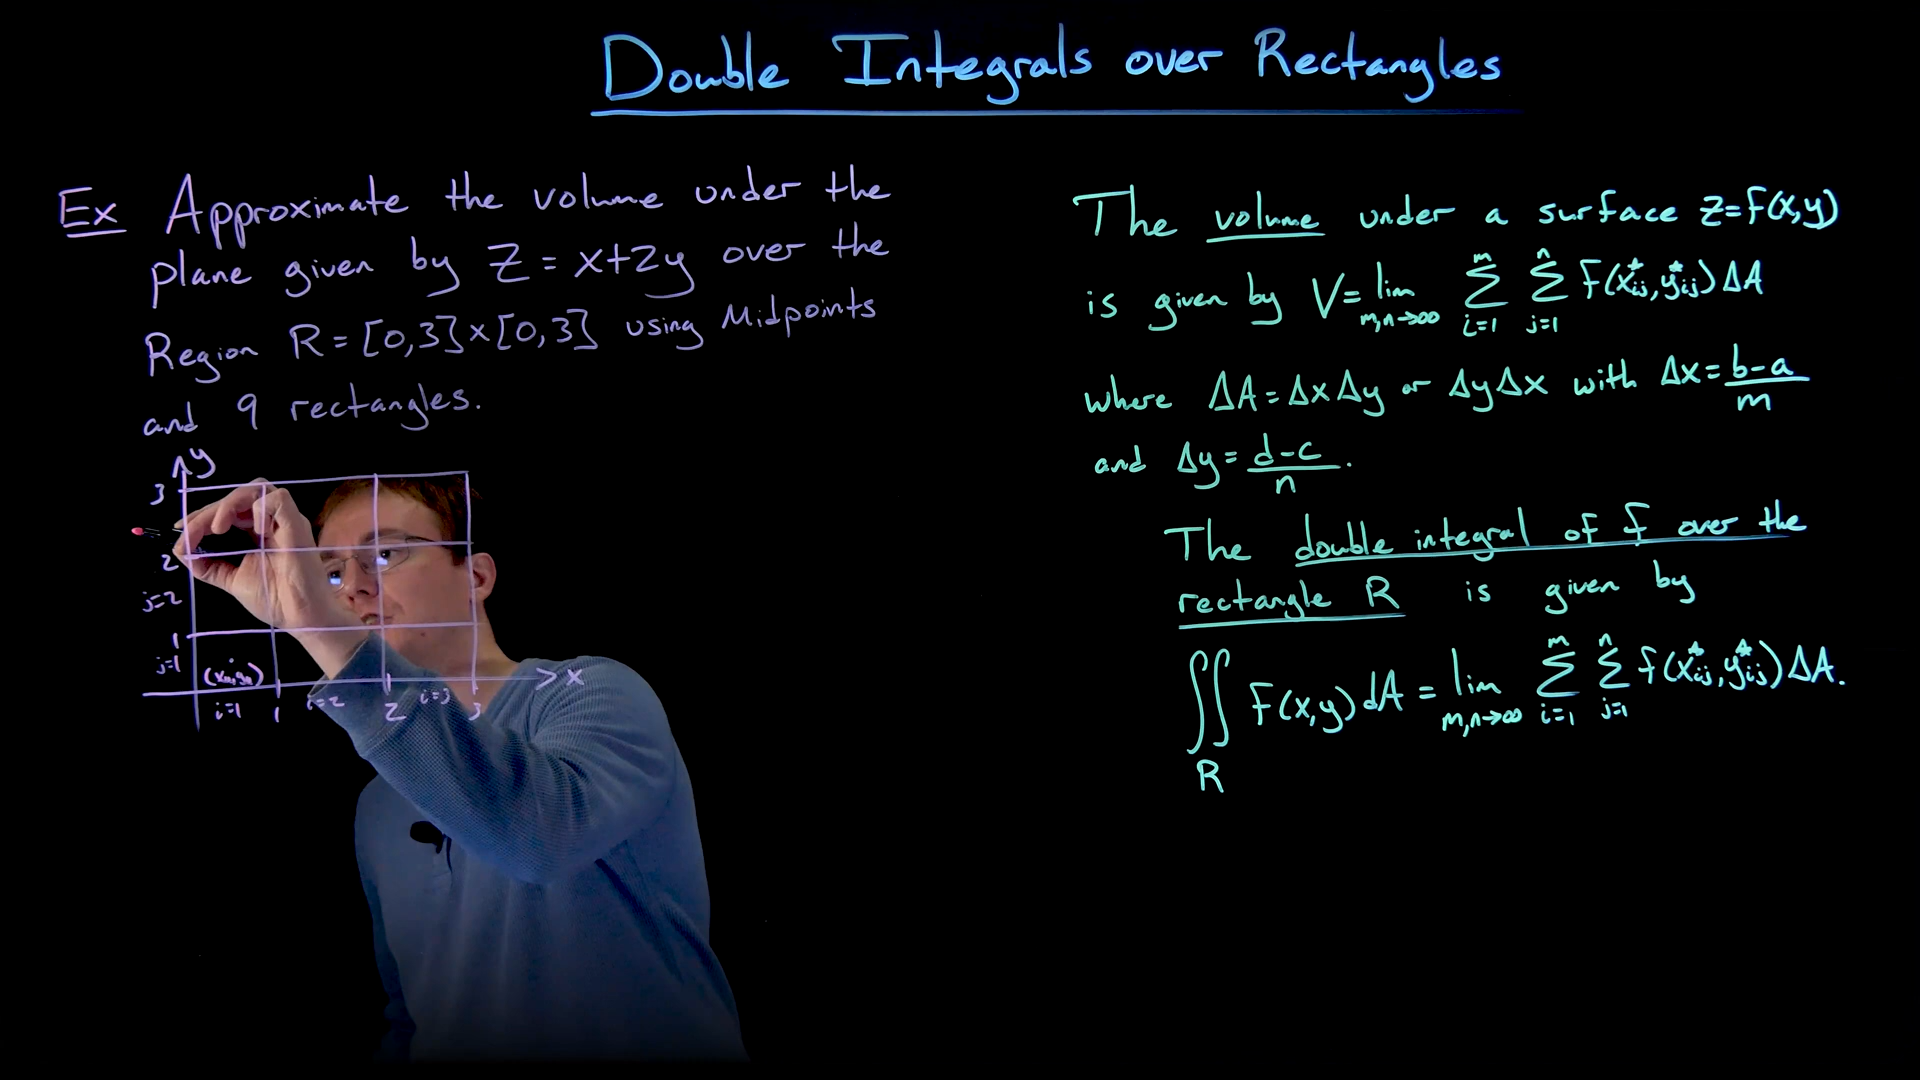 Double Integrals over Rectangles
Ex Approximate the volume under the
plane given by z = x+2y over the
Region R = [0,3]×[0,3] using Midpoints
and 9 rectangles.
y
3
2
j=2
1
j=1
(x₁₁,y₁₁)
i=1 1 i=2 2 i=3 3
x
The volume under a surface z=f(x,y)
is given by V= lim m,n→∞ Σ i=1 m Σ j=1 n f(x*ij,y*ij)ΔA
where ΔA=ΔxΔy or ΔyΔx with Δx= b-a / m
and Δy= d-c / n .
The double integral of f over the
rectangle R is given by
∬ R f(x,y)dA = lim m,n→∞ Σ i=1 m Σ j=1 n f(x*ij,y*ij)ΔA.